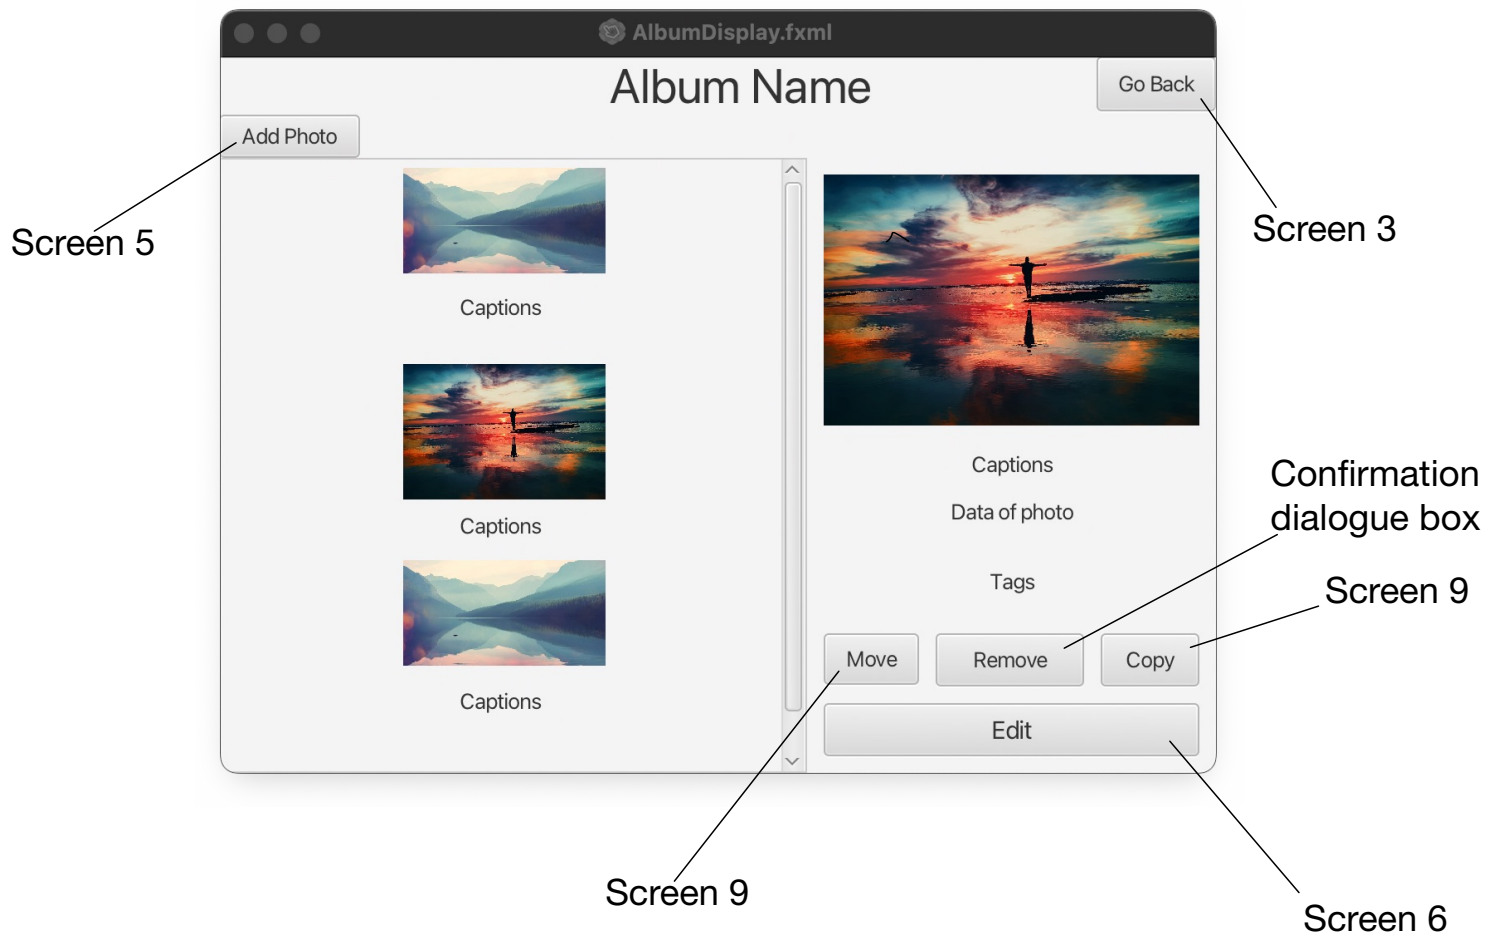 AlbumDisplay.fxml
Album Name
Go Back
Add Photo
Screen 5
Screen 3
Captions
Captions
Captions
Captions
Data of photo
Tags
Confirmation
dialogue box
Screen 9
Move
Remove
Copy
Edit
Screen 9
Screen 6